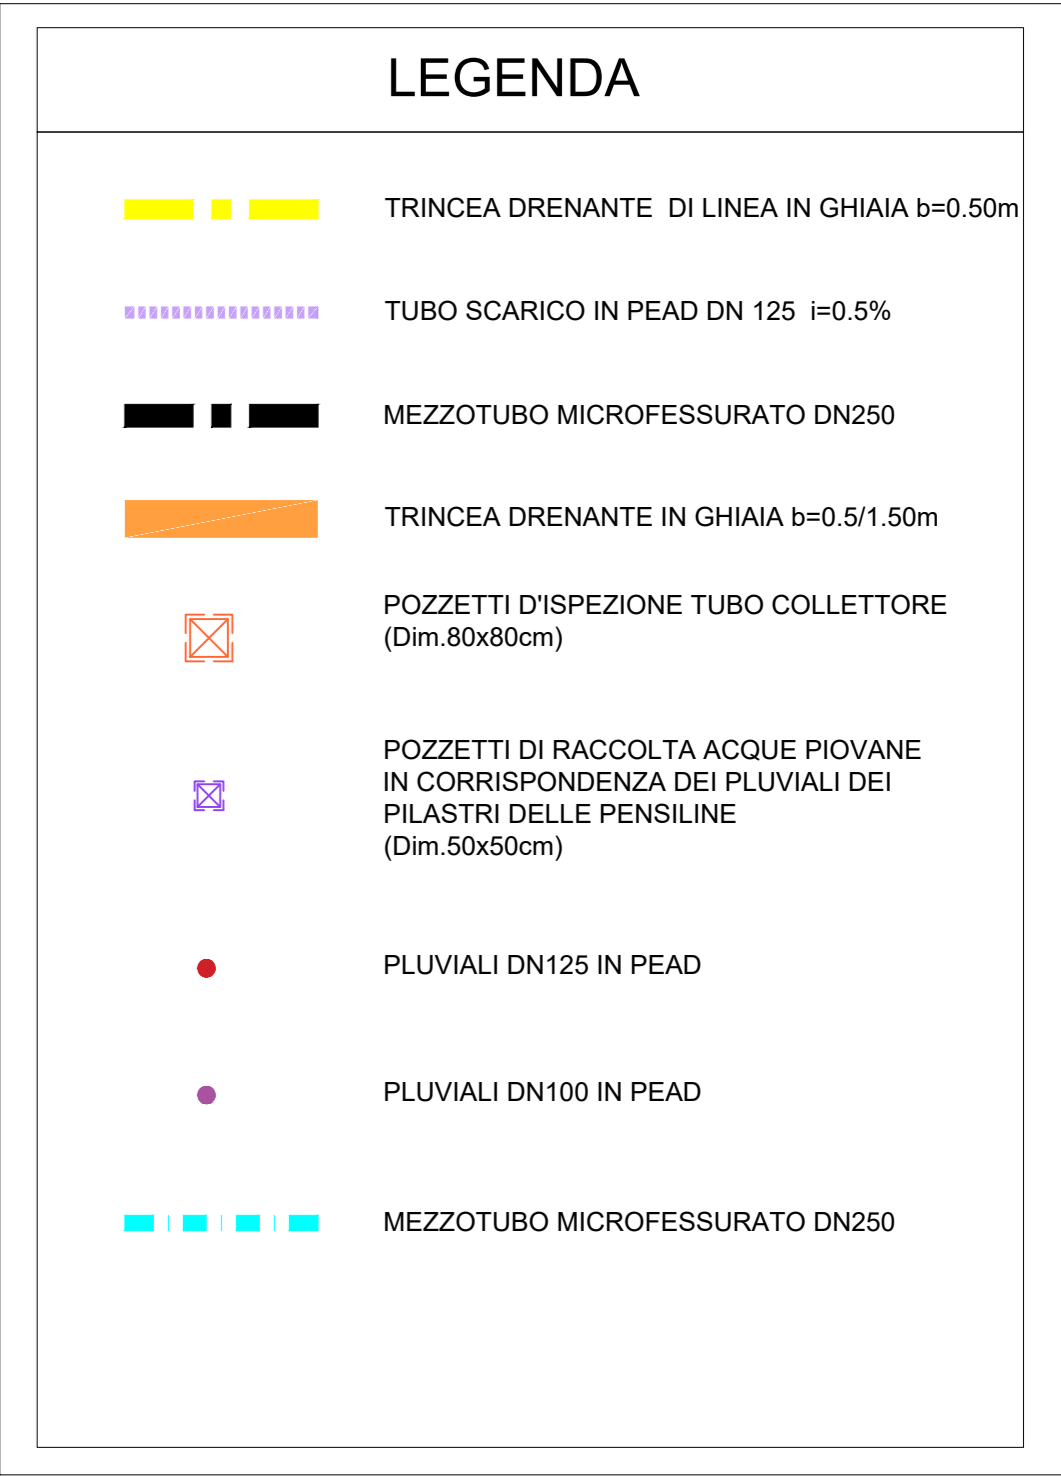 LEGENDA
TRINCEA DRENANTE  DI LINEA IN GHIAIA b=0.50m
TUBO SCARICO IN PEAD DN 125  i=0.5%
MEZZOTUBO MICROFESSURATO DN250
TRINCEA DRENANTE IN GHIAIA b=0.5/1.50m
POZZETTI D'ISPEZIONE TUBO COLLETTORE
(Dim.80x80cm)
POZZETTI DI RACCOLTA ACQUE PIOVANE
IN CORRISPONDENZA DEI PLUVIALI DEI
PILASTRI DELLE PENSILINE
(Dim.50x50cm)
PLUVIALI DN125 IN PEAD
PLUVIALI DN100 IN PEAD
MEZZOTUBO MICROFESSURATO DN250